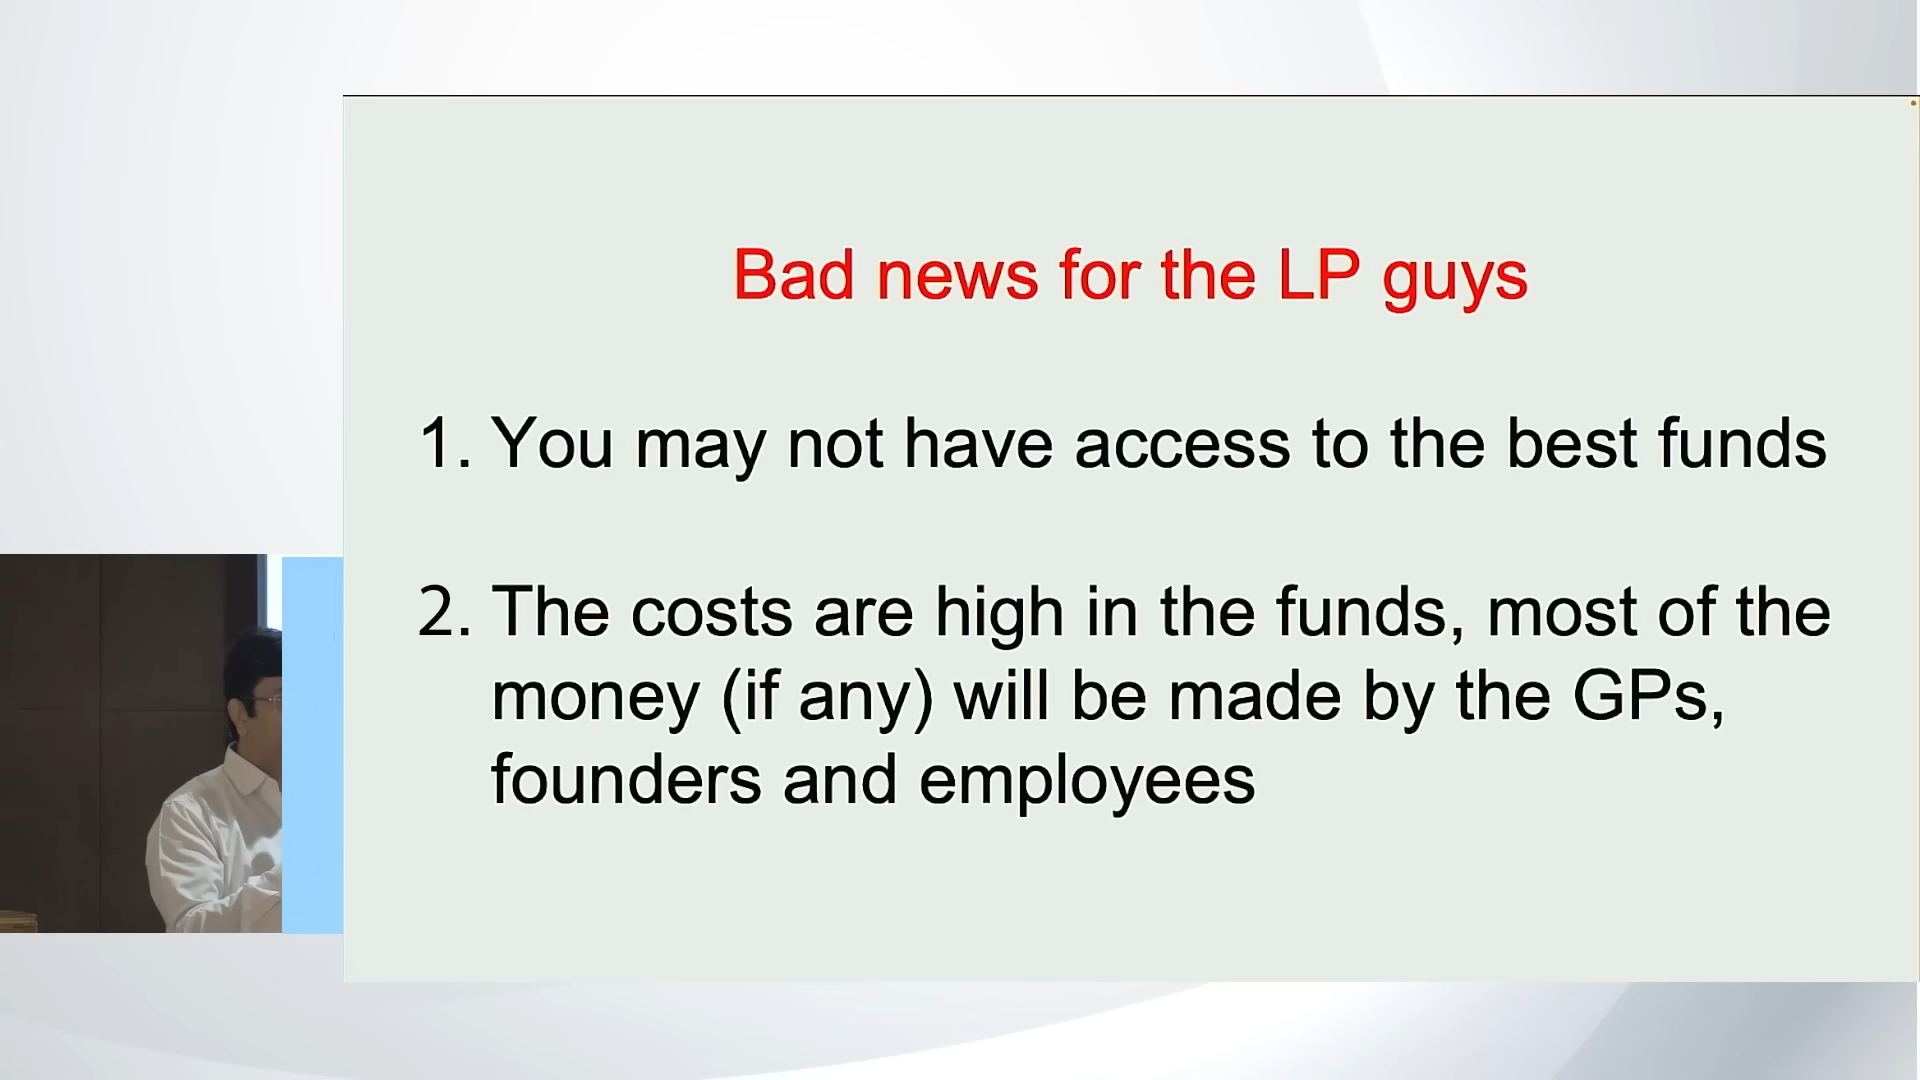 Bad news for the LP guys
1. You may not have access to the best funds
2. The costs are high in the funds, most of the
money (if any) will be made by the GPs,
founders and employees